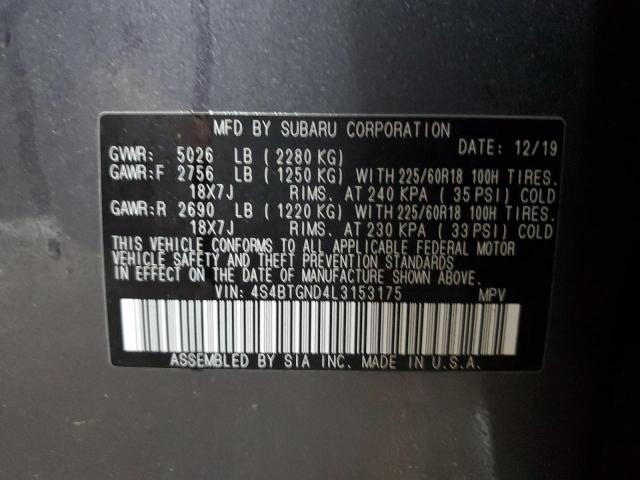 MFD BY SUBARU CORPORATION
DATE: 12/19
GVWR: 5026 LB (2280 KG)
GAWR:F 2756 LB (1250 KG) WITH 225/60R18 100H TIRES.
18X7J RIMS. AT 240 KPA (35 PSI) COLD
GAWR:R 2690 LB (1220 KG) WITH 225/60R18 100H TIRES.
18X7J RIMS. AT 230 KPA (33 PSI) COLD
THIS VEHICLE CONFORMS TO ALL APPLICABLE FEDERAL MOTOR
VEHICLE SAFETY AND THEFT PREVENTION STANDARDS
IN EFFECT ON THE DATE OF MANUFACTURE SHOWN ABOVE.
VIN: 4S4BTGND4L3153175 MPV
ASSEMBLED BY SIA INC. MADE IN U.S.A.